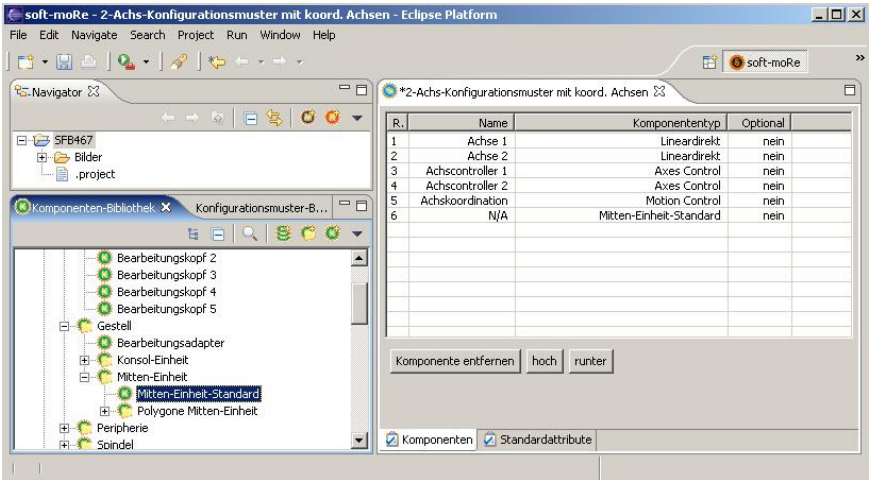 soft-moRe - 2-Achs-Konfigurationsmuster mit koord. Achsen - Eclipse Platform
File Edit Navigate Search Project Run Window Help
soft-moRe
Navigator
SFB467
Bilder
.project
Komponenten-Bibliothek Konfigurationsmuster-B...
Bearbeitungskopf 2
Bearbeitungskopf 3
Bearbeitungskopf 4
Bearbeitungskopf 5
Gestell
Bearbeitungsadapter
Konsol-Einheit
Mitten-Einheit
Mitten-Einheit-Standard
Polygone Mitten-Einheit
Peripherie
Spindel
*2-Achs-Konfigurationsmuster mit koord. Achsen
R. Name Komponententyp Optional
1 Achse 1 Lineardirekt nein
2 Achse 2 Lineardirekt nein
3 Achscontroller 1 Axes Control nein
4 Achscontroller 2 Axes Control nein
5 Achskoordination Motion Control nein
6 N/A Mitten-Einheit-Standard nein
Komponente entfernen hoch runter
Komponenten Standardattribute